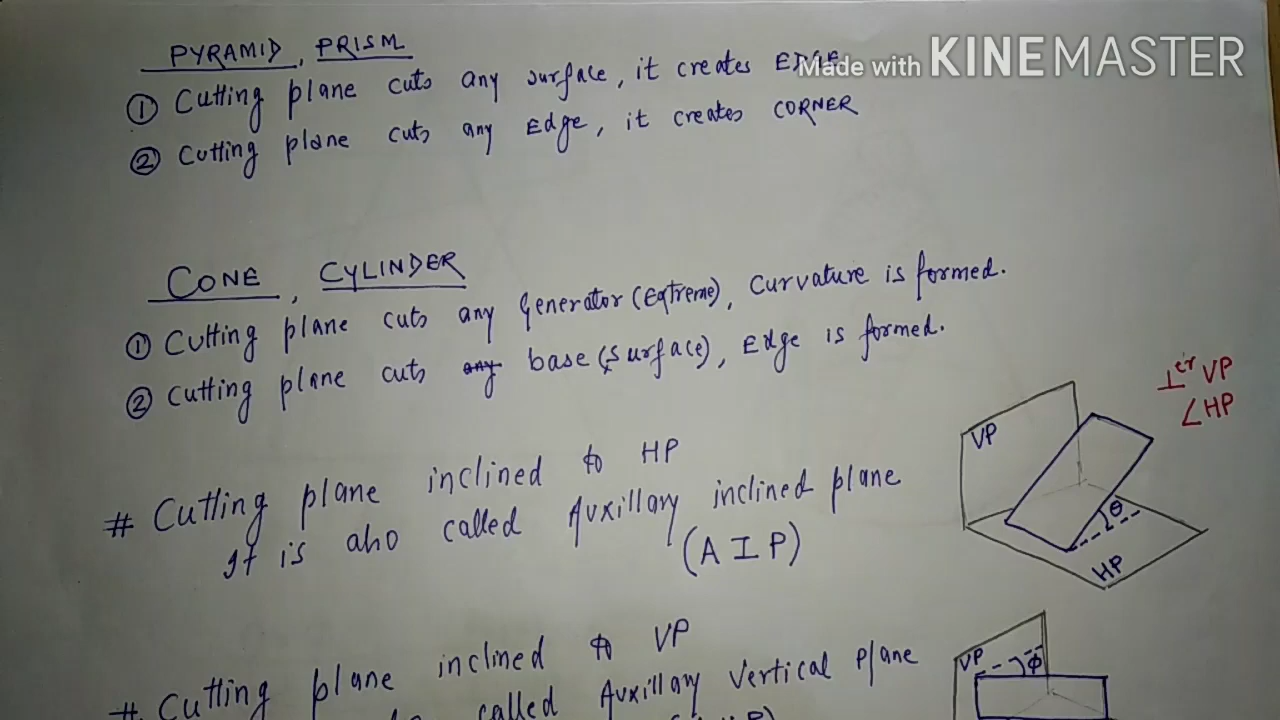 PYRAMID, PRISM
Made with KINEMASTER
① Cutting plane cuts any surface, it creates EDGE
② Cutting plane cuts any Edge, it creates CORNER
CONE, CYLINDER
① Cutting plane cuts any Generator (Extreme), Curvature is formed.
② Cutting plane cuts any base (Surface), Edge is formed.
⊥er VP
∠HP
# Cutting plane inclined to HP
It is also called Auxillary inclined plane
(A I P)
VP
θ
HP
# Cutting plane inclined to VP
called Auxillary Vertical plane
VP
φ